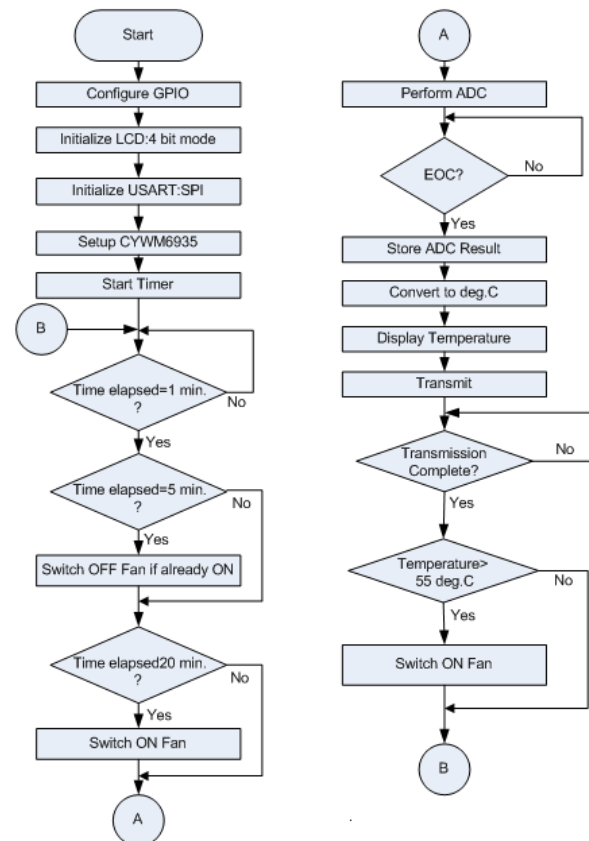 Start
Configure GPIO
Initialize LCD:4 bit mode
Initialize USART:SPI
Setup CYWM6935
Start Timer
B
Time elapsed=1 min.
?
No
Yes
Time elapsed=5 min.
?
No
Yes
Switch OFF Fan if already ON
Time elapsed20 min.
?
No
Yes
Switch ON Fan
A
A
Perform ADC
EOC?
No
Yes
Store ADC Result
Convert to deg.C
Display Temperature
Transmit
Transmission
Complete?
No
Yes
Temperature>
55 deg.C
No
Yes
Switch ON Fan
B
.